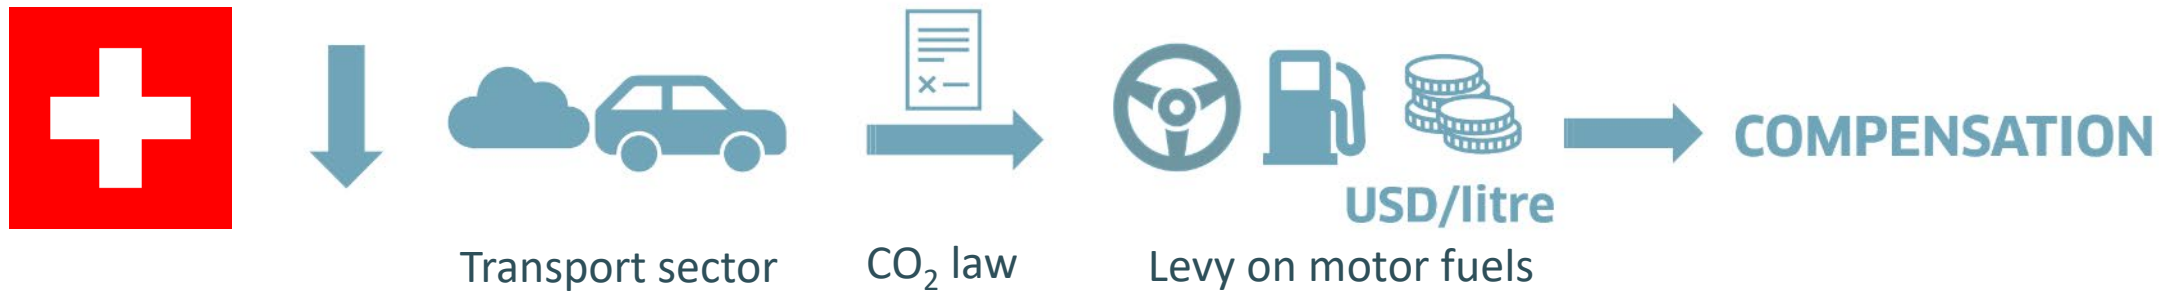 COMPENSATION
USD/litre
Transport sector
CO₂ law
Levy on motor fuels